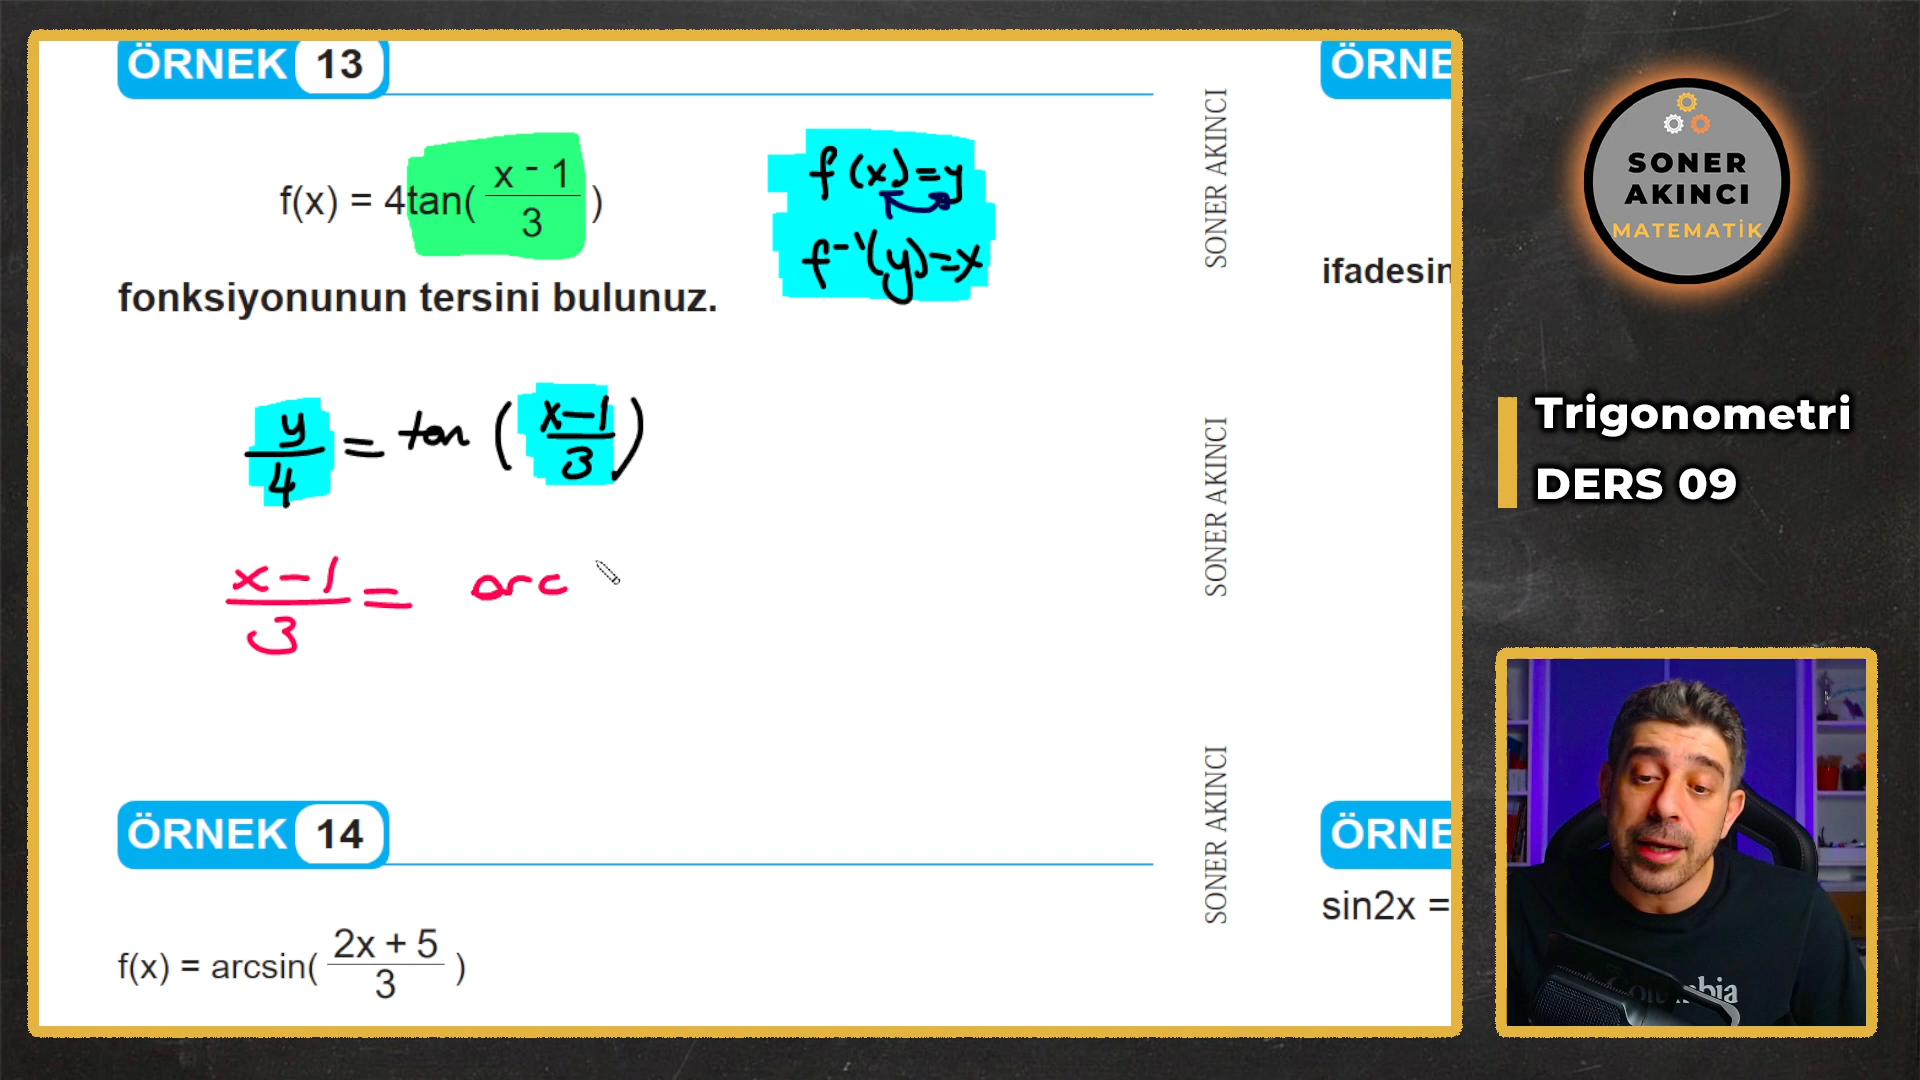 ÖRNEK 13
f(x) = 4tan( x - 1 / 3 )
fonksiyonunun tersini bulunuz.
f(x)=y
f⁻¹(y)=x
y/4 = tan ( x-1 / 3 )
x-1 / 3 = arc
ÖRNEK 14
f(x) = arcsin( 2x + 5 / 3 )
SONER AKINCI
SONER AKINCI
SONER AKINCI
ÖRNE
ifadesin
ÖRNE
sin2x =
SONER
AKINCI
MATEMATİK
Trigonometri
DERS 09